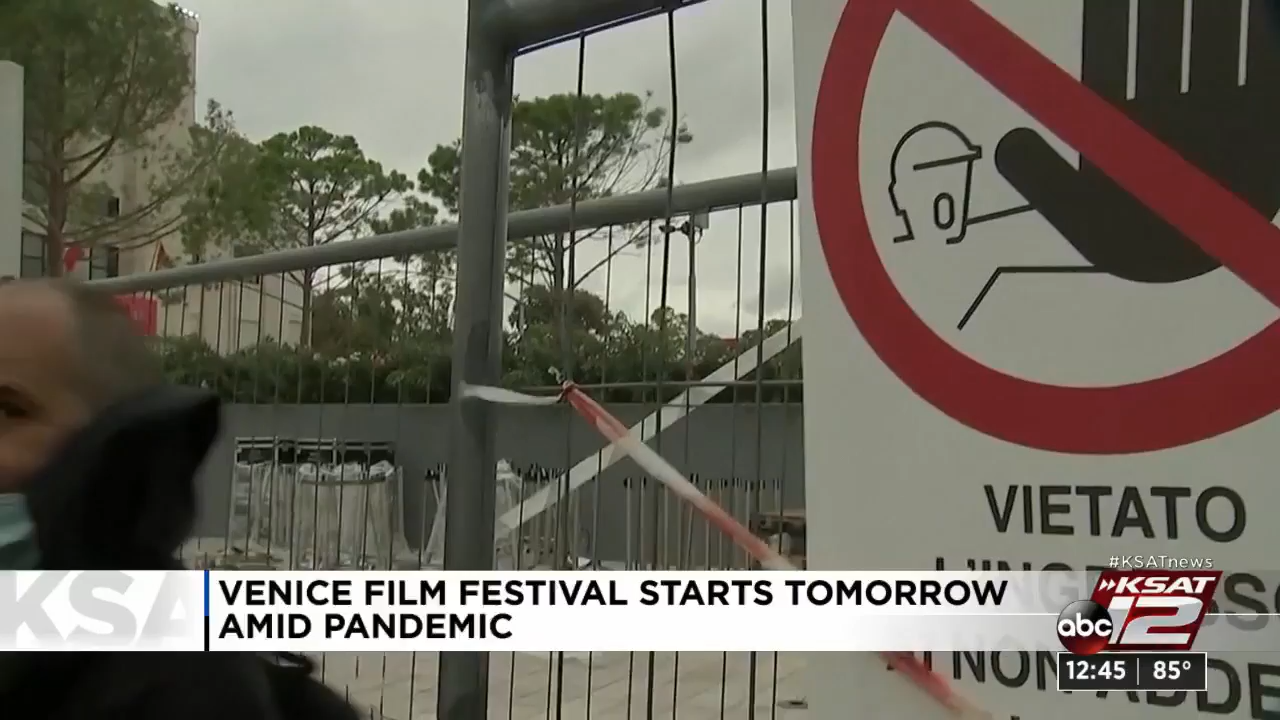 VIETATO
#KSATnews
VENICE FILM FESTIVAL STARTS TOMORROW
AMID PANDEMIC
KSAT
abc 12
12:45 85°